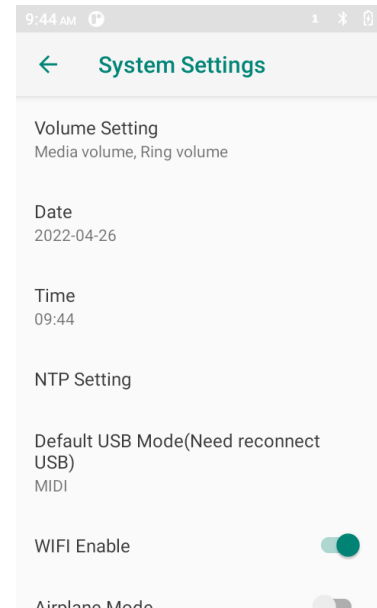 9:44 AM
1
System Settings
Volume Setting
Media volume, Ring volume
Date
2022-04-26
Time
09:44
NTP Setting
Default USB Mode(Need reconnect
USB)
MIDI
WIFI Enable
Airplane Mode